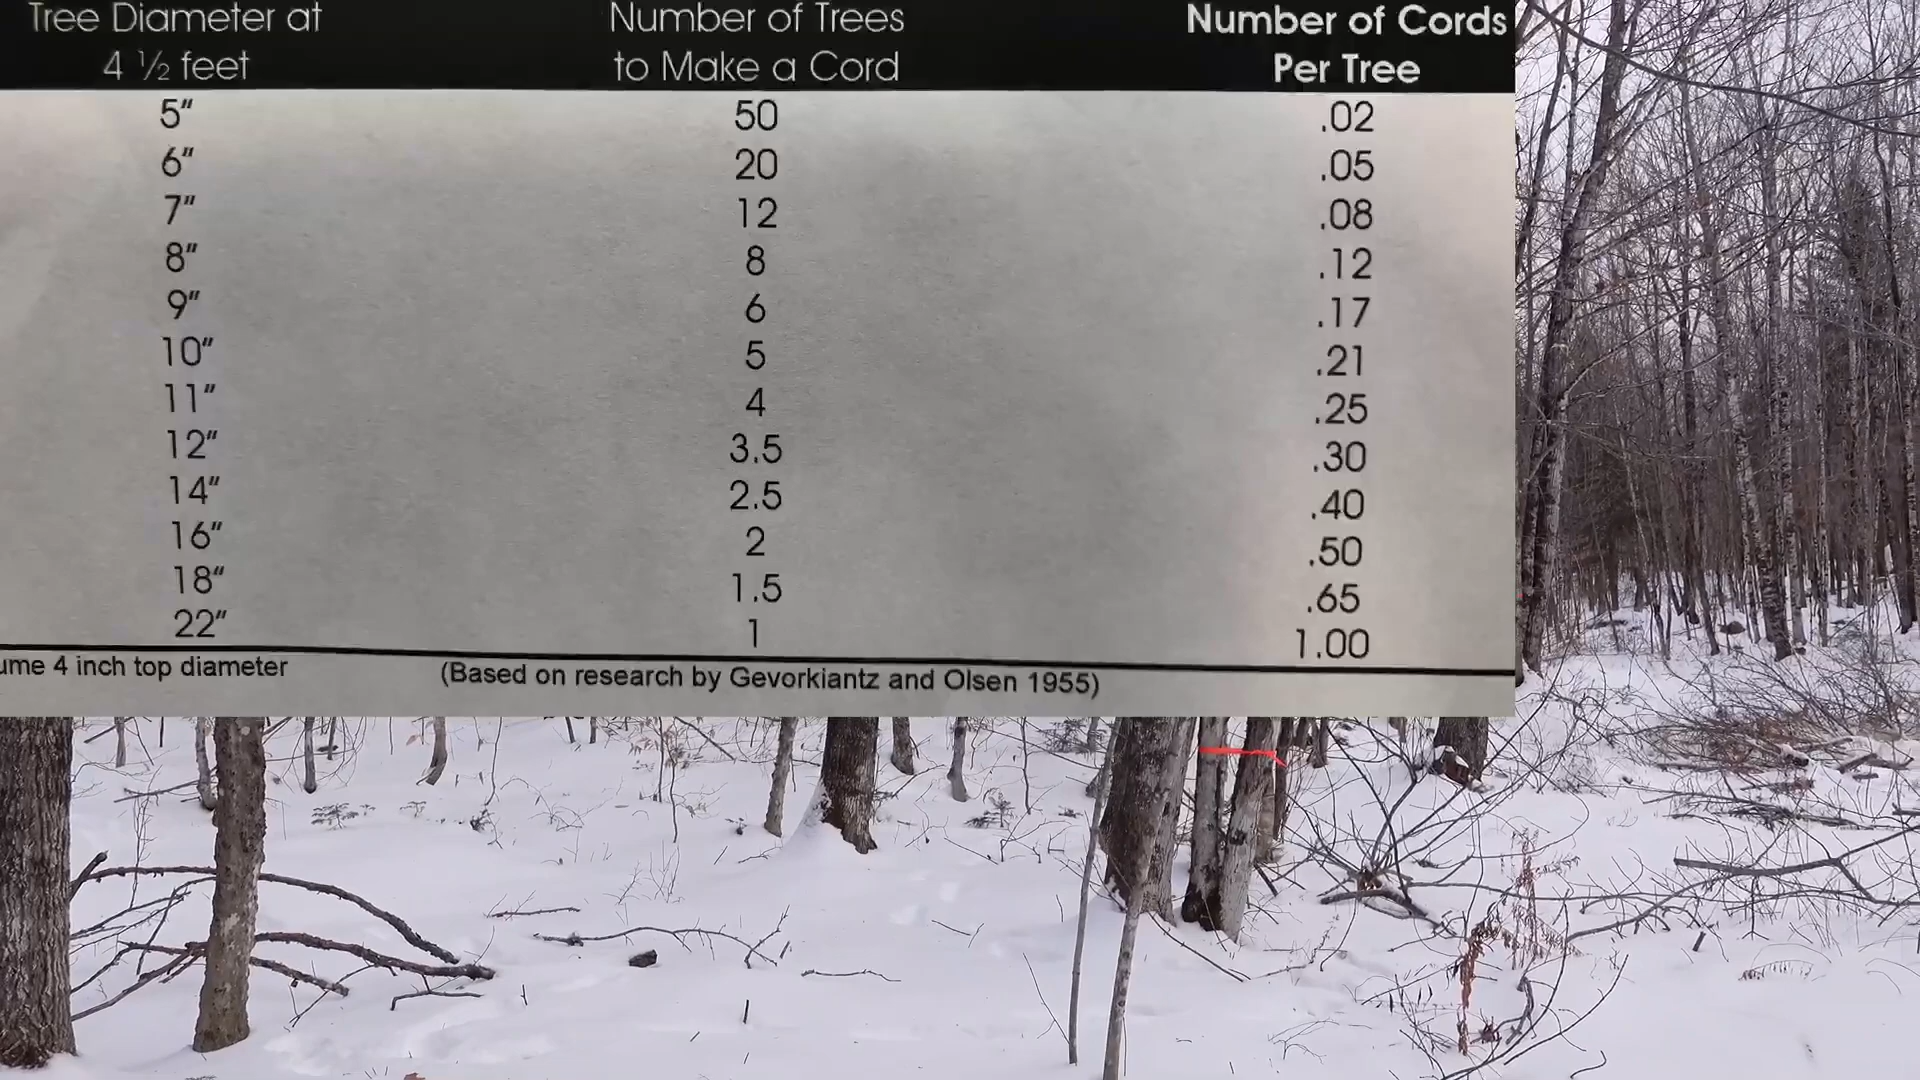 Tree Diameter at Number of Trees Number of Cords
4 ½ feet to Make a Cord Per Tree
5" 50 .02
6" 20 .05
7" 12 .08
8" 8 .12
9" 6 .17
10" 5 .21
11" 4 .25
12" 3.5 .30
14" 2.5 .40
16" 2 .50
18" 1.5 .65
22" 1 1.00
4 inch top diameter (Based on research by Gevorkiantz and Olsen 1955)